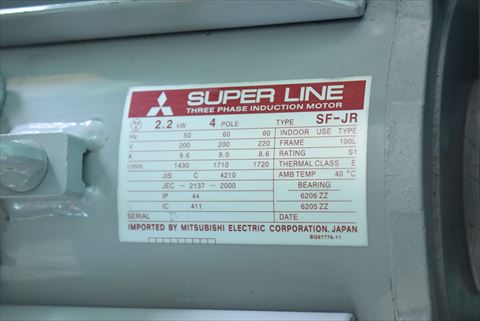 SUPER LINE
THREE PHASE INDUCTION MOTOR
2.2 kW 4 POLE TYPE SF-JR
Hz 50 60 60 INDOOR USE TYPE
V 200 200 220 FRAME 100L
A 9.6 9.0 8.6 RATING S1
r/min 1430 1710 1720 THERMAL CLASS E
JIS C 4210 AMB TEMP 40 °C
JEC - 2137 - 2000 BEARING
IP 44 6206 ZZ
IC 411 6205 ZZ
SERIAL DATE
IMPORTED BY MITSUBISHI ELECTRIC CORPORATION, JAPAN
BG97776-11